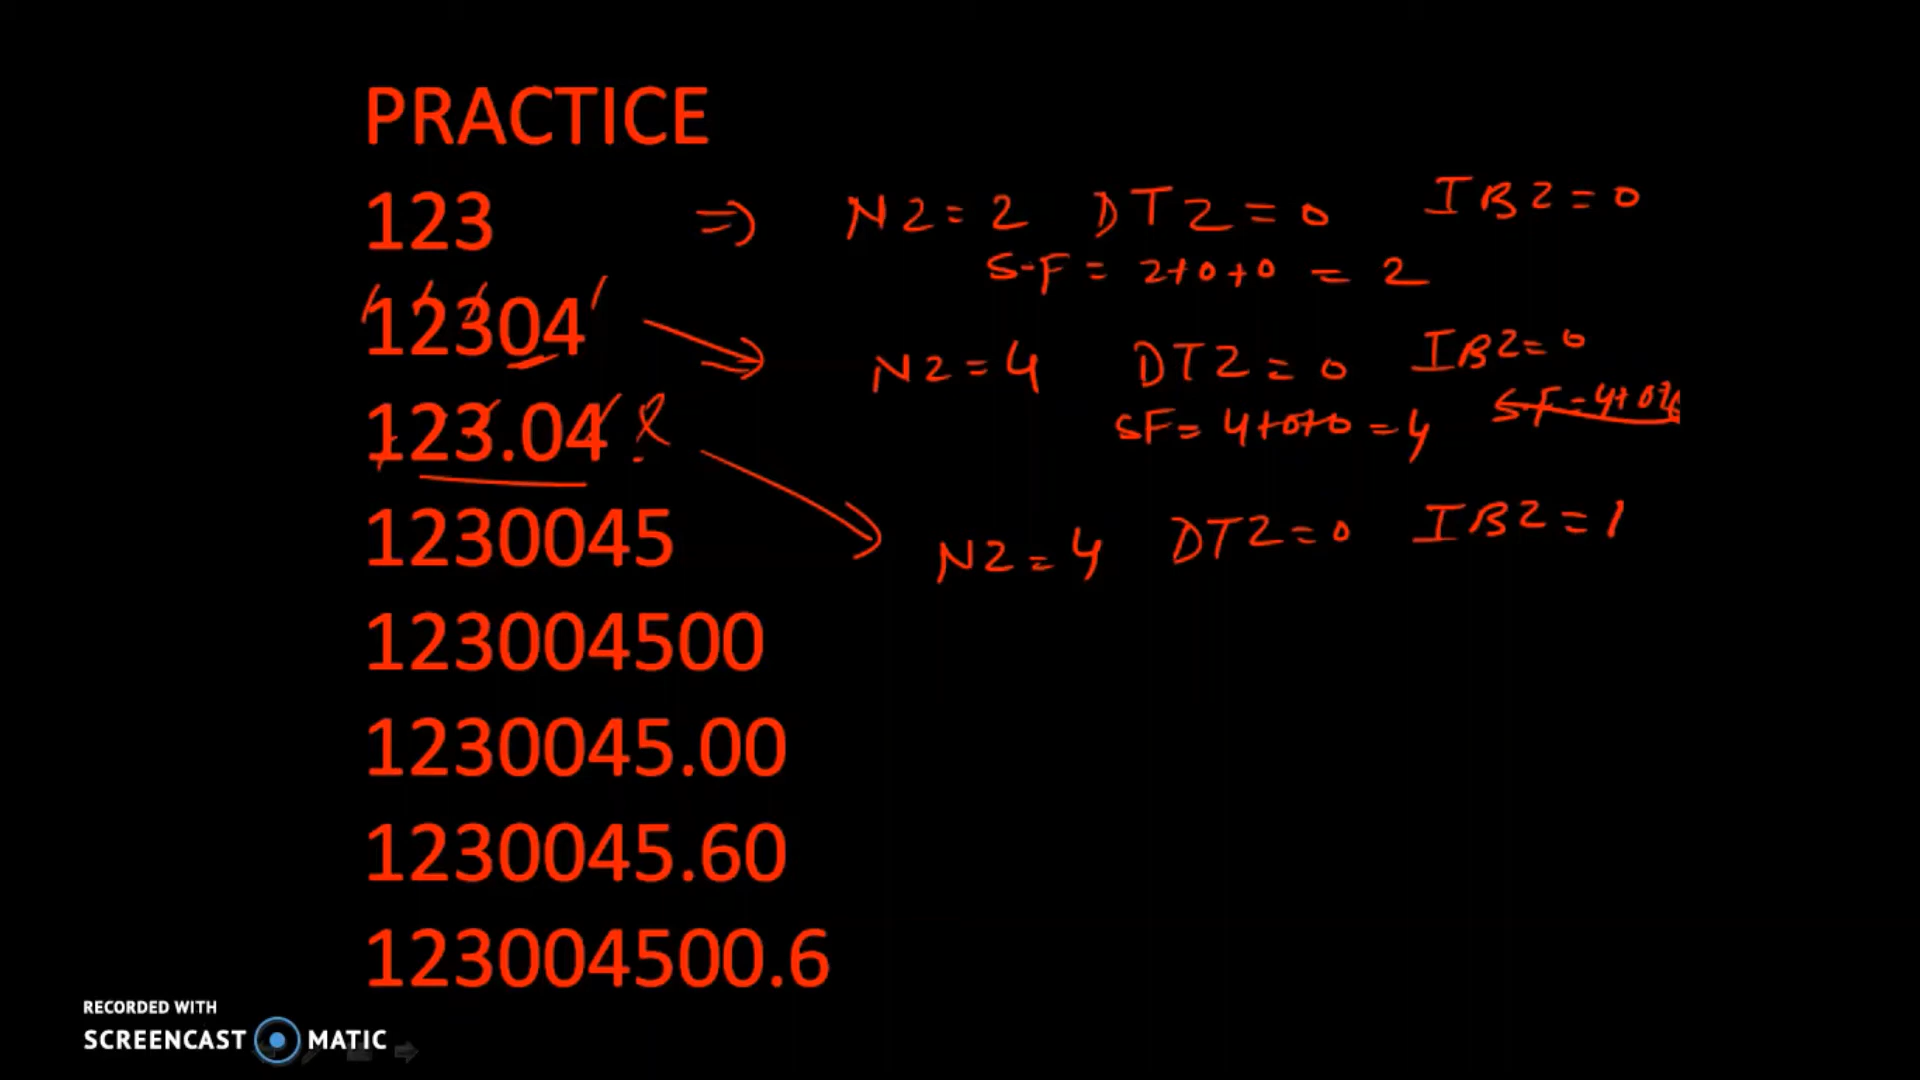 PRACTICE
123 => NZ = 2 DTZ = 0 IBZ = 0
S.F = 2+0+0 = 2
12304 => NZ = 4 DTZ = 0 IBZ = 0
SF = 4+0+0 = 4 S.F = 4+0+
123.04 NZ = 4 DTZ = 0 IBZ = 1
1230045
123004500
1230045.00
1230045.60
123004500.6
RECORDED WITH
SCREENCAST MATIC